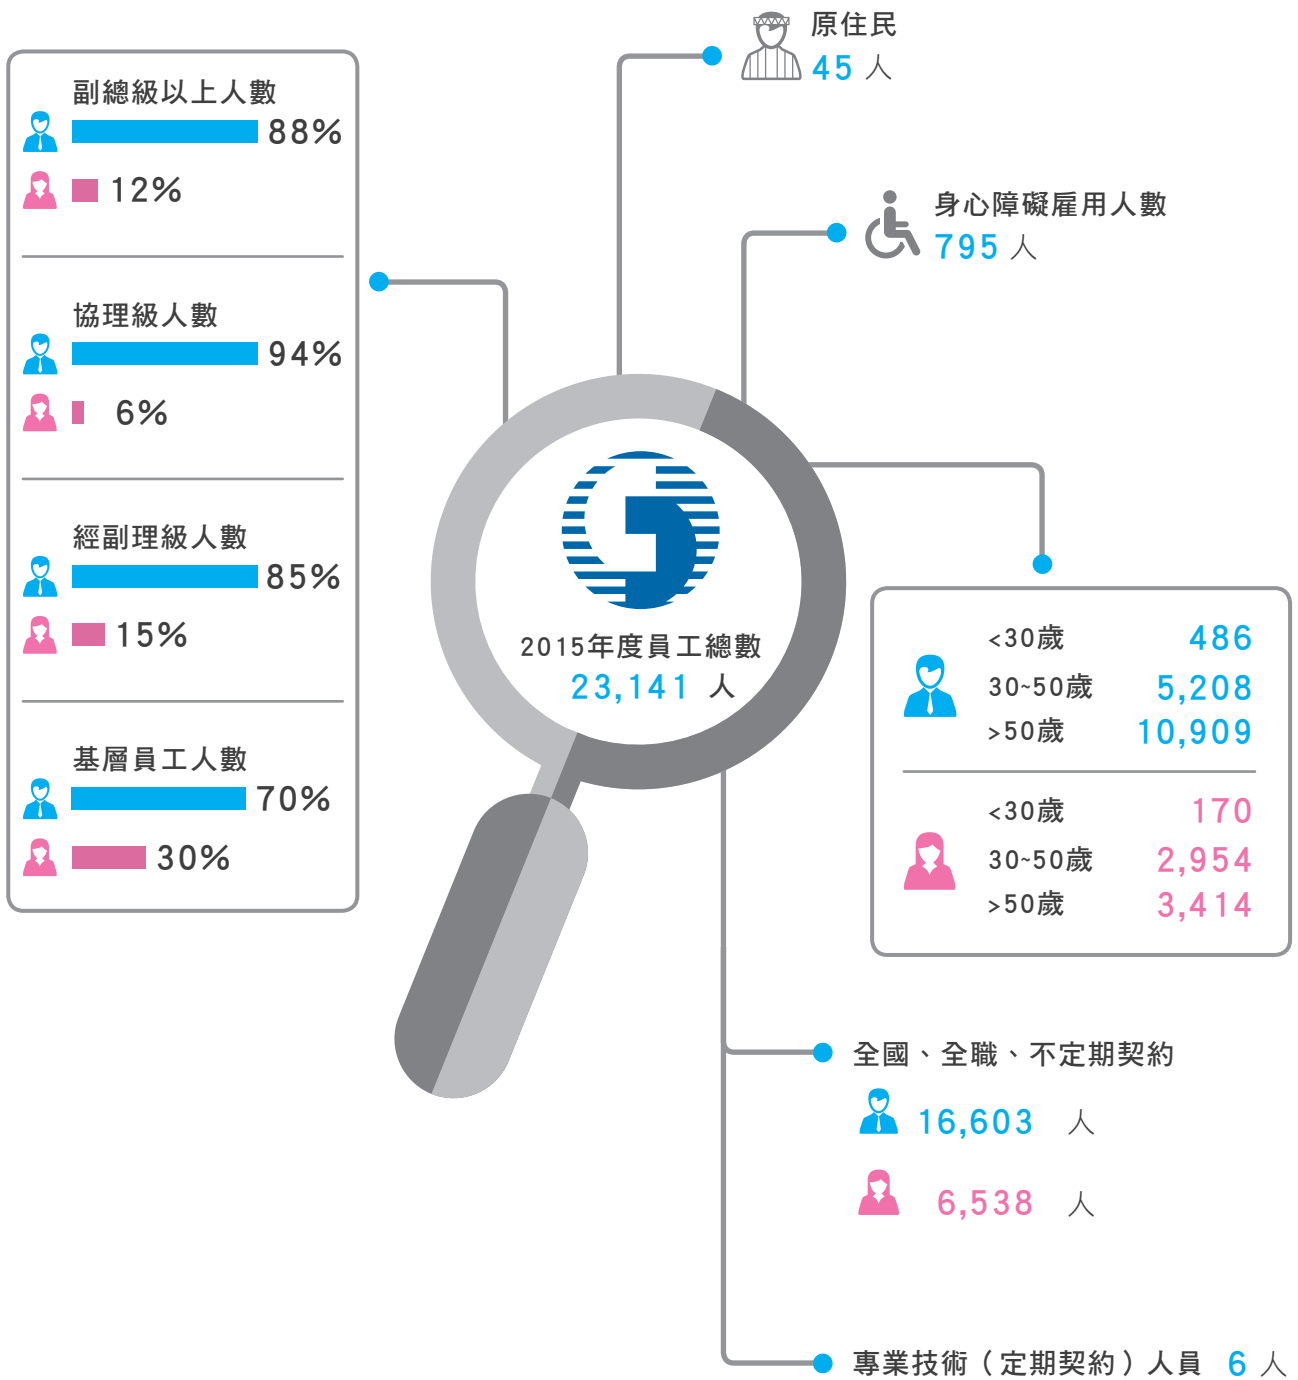 原住民
45 人
身心障礙雇用人數
795 人
副總級以上人數
88%
12%
協理級人數
94%
6%
經副理級人數
85%
15%
基層員工人數
70%
30%
2015年度員工總數
23,141 人
<30歲 486
30~50歲 5,208
>50歲 10,909
<30歲 170
30~50歲 2,954
>50歲 3,414
全國、全職、不定期契約
16,603 人
6,538 人
專業技術（定期契約）人員 6 人